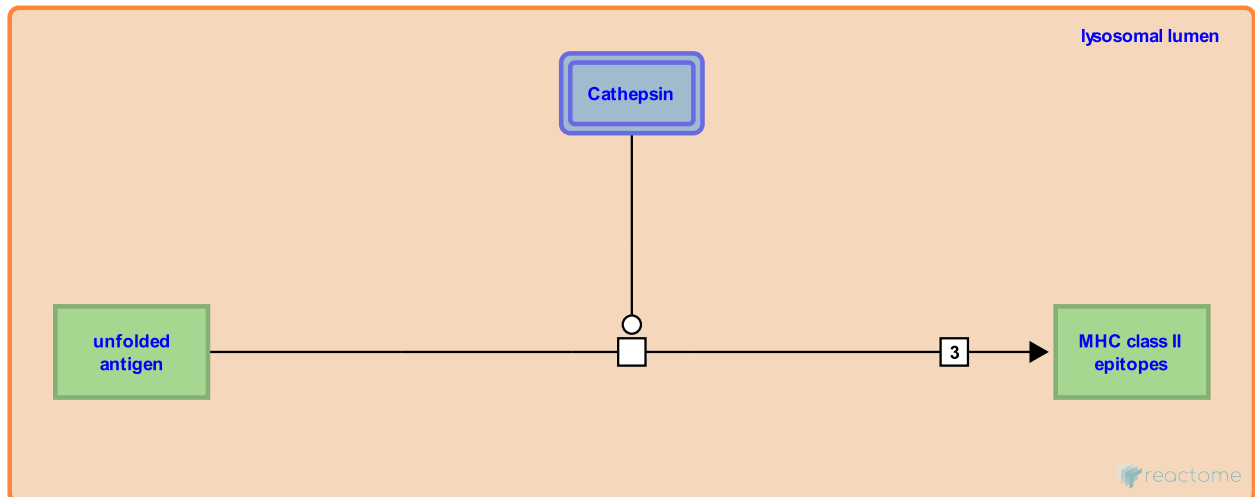 lysosomal lumen
Cathepsin
unfolded
antigen
3
MHC class II
epitopes
reactome